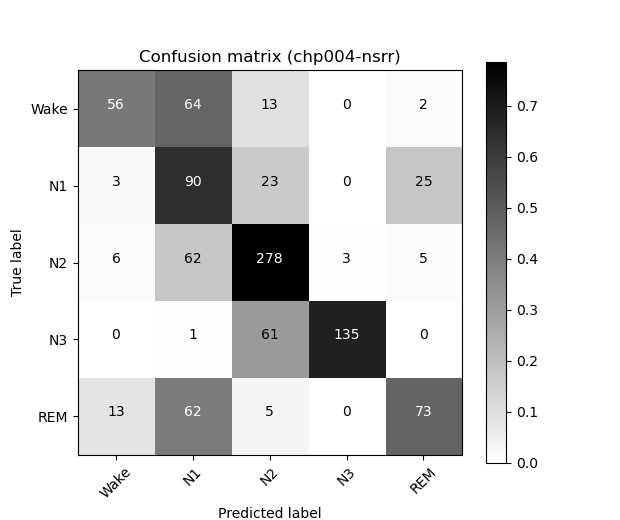 Confusion matrix (chp004-nsrr)
Wake 56 64 13 0 2
N1 3 90 23 0 25
N2 6 62 278 3 5
N3 0 1 61 135 0
REM 13 62 5 0 73
Wake N1 N2 N3 REM
Predicted label
True label
0.7
0.6
0.5
0.4
0.3
0.2
0.1
0.0